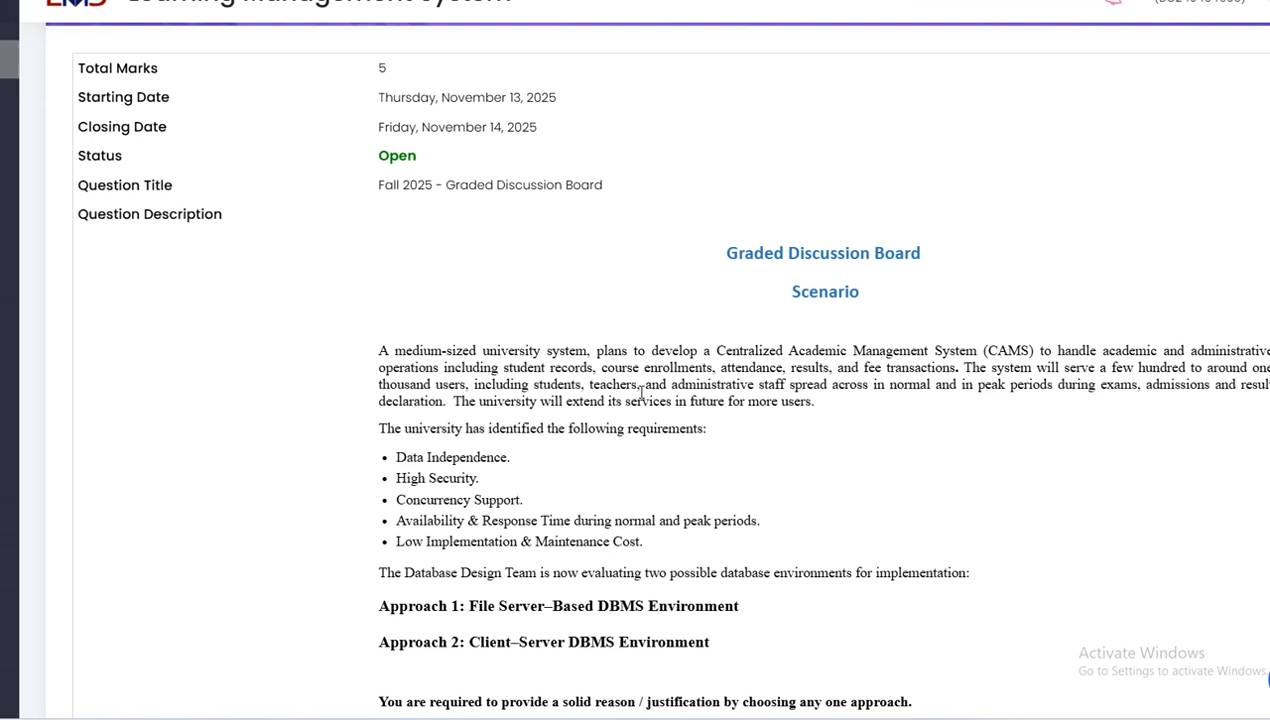 Learning Management System
Total Marks 5
Starting Date Thursday, November 13, 2025
Closing Date Friday, November 14, 2025
Status Open
Question Title Fall 2025 - Graded Discussion Board
Question Description
Graded Discussion Board
Scenario
A medium-sized university system, plans to develop a Centralized Academic Management System (CAMS) to handle academic and administrative
operations including student records, course enrollments, attendance, results, and fee transactions. The system will serve a few hundred to around one
thousand users, including students, teachers, and administrative staff spread across in normal and in peak periods during exams, admissions and result
declaration. The university will extend its services in future for more users.
The university has identified the following requirements:
• Data Independence.
• High Security.
• Concurrency Support.
• Availability & Response Time during normal and peak periods.
• Low Implementation & Maintenance Cost.
The Database Design Team is now evaluating two possible database environments for implementation:
Approach 1: File Server–Based DBMS Environment
Approach 2: Client–Server DBMS Environment
Activate Windows
Go to Settings to activate Windows.
You are required to provide a solid reason / justification by choosing any one approach.